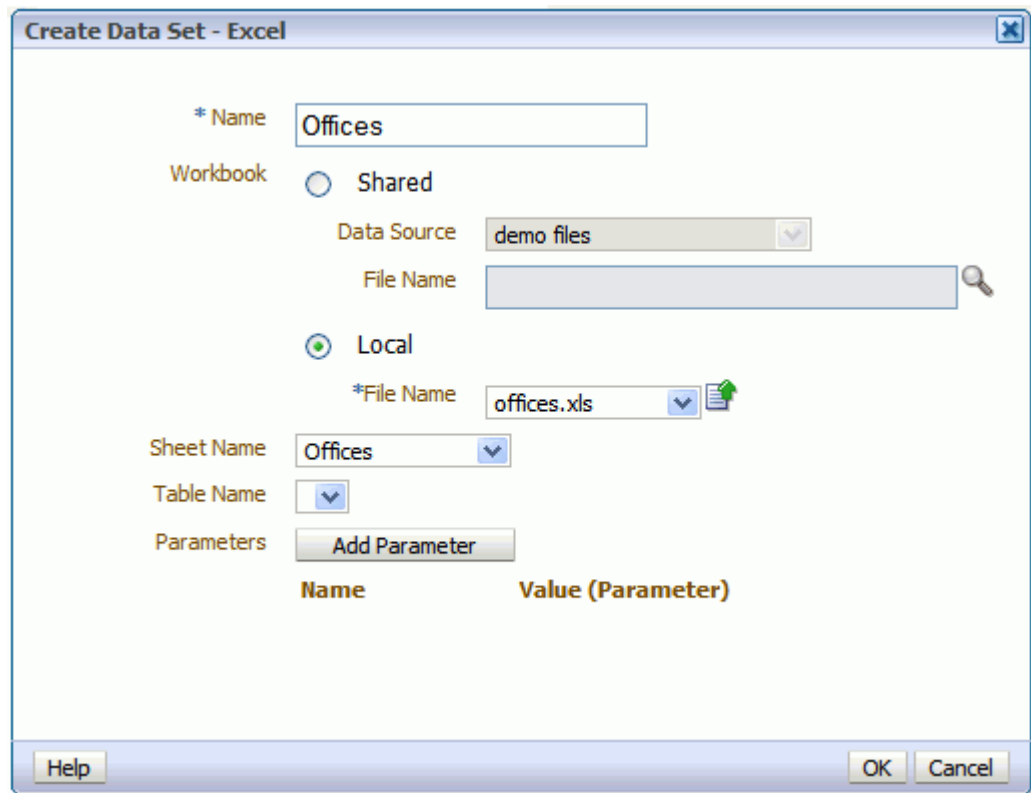 Create Data Set - Excel
* Name Offices
Workbook Shared
Data Source demo files
File Name
Local
*File Name offices.xls
Sheet Name Offices
Table Name
Parameters Add Parameter
Name Value (Parameter)
Help OK Cancel